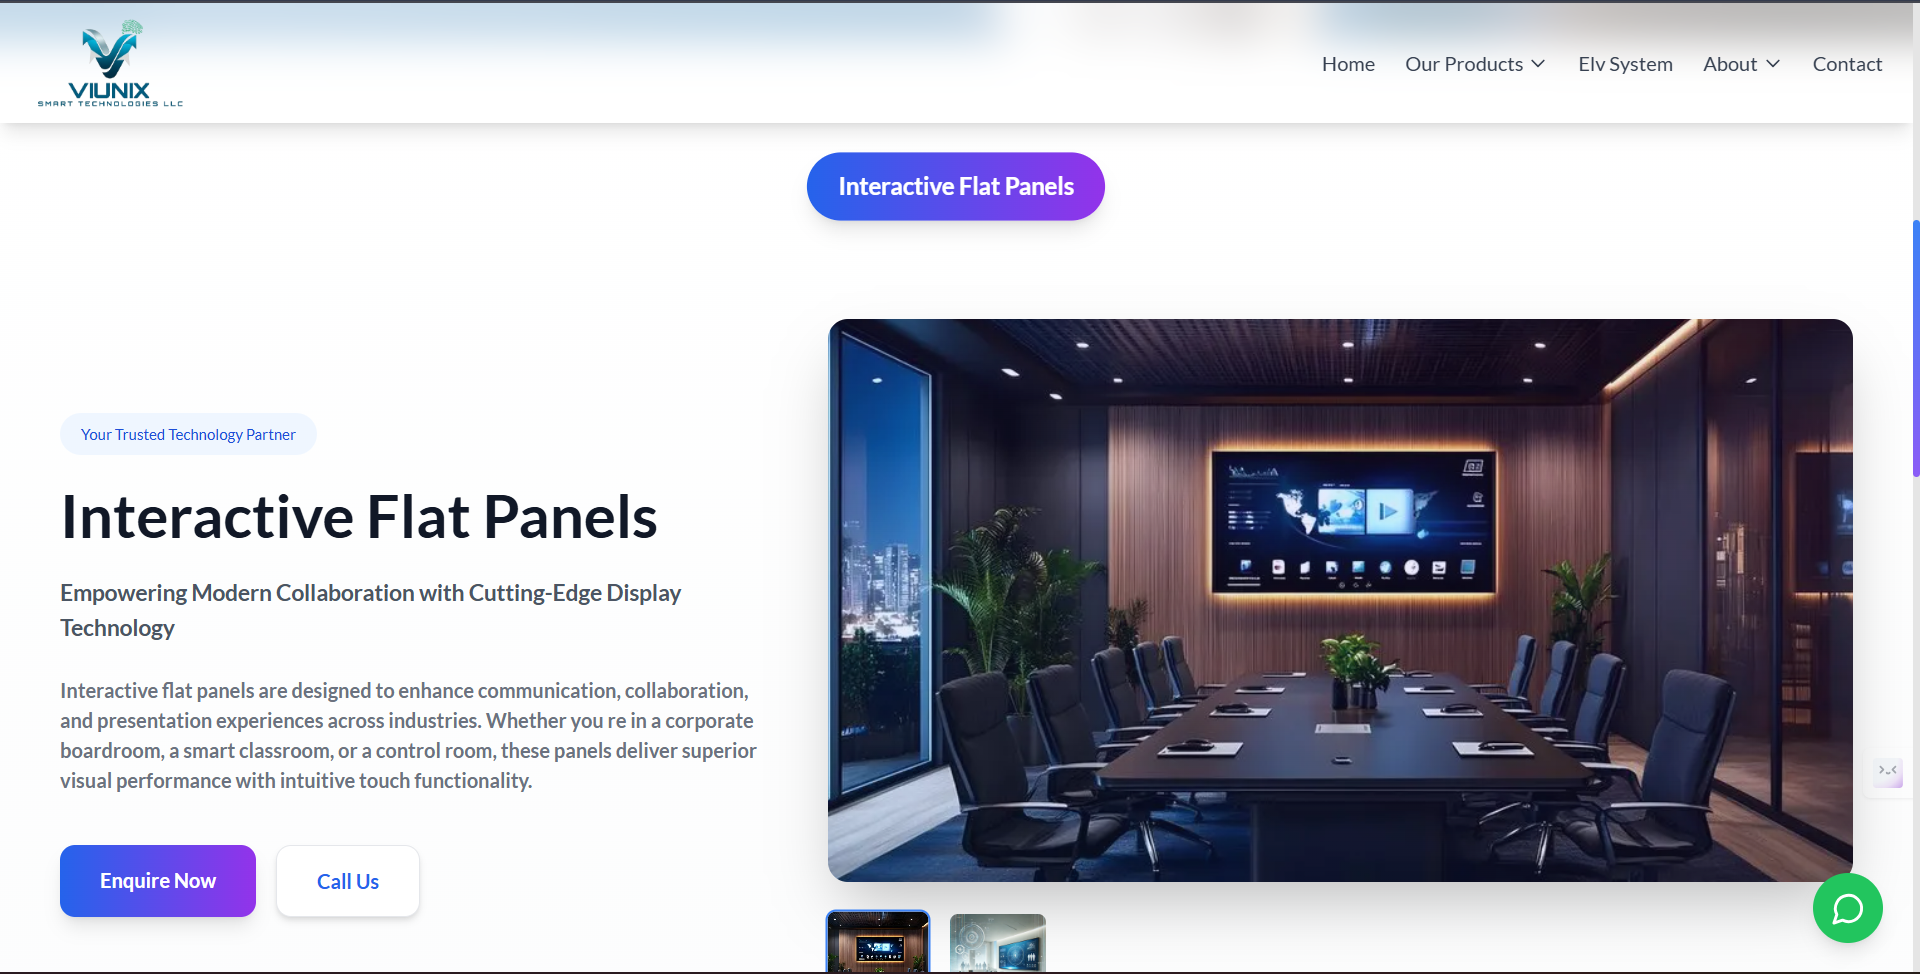 VIUNIX
SMART TECHNOLOGIES LLC
Home
Our Products
Elv System
About
Contact
Interactive Flat Panels
Your Trusted Technology Partner
Interactive Flat Panels
Empowering Modern Collaboration with Cutting-Edge Display
Technology
Interactive flat panels are designed to enhance communication, collaboration,
and presentation experiences across industries. Whether you re in a corporate
boardroom, a smart classroom, or a control room, these panels deliver superior
visual performance with intuitive touch functionality.
Enquire Now
Call Us